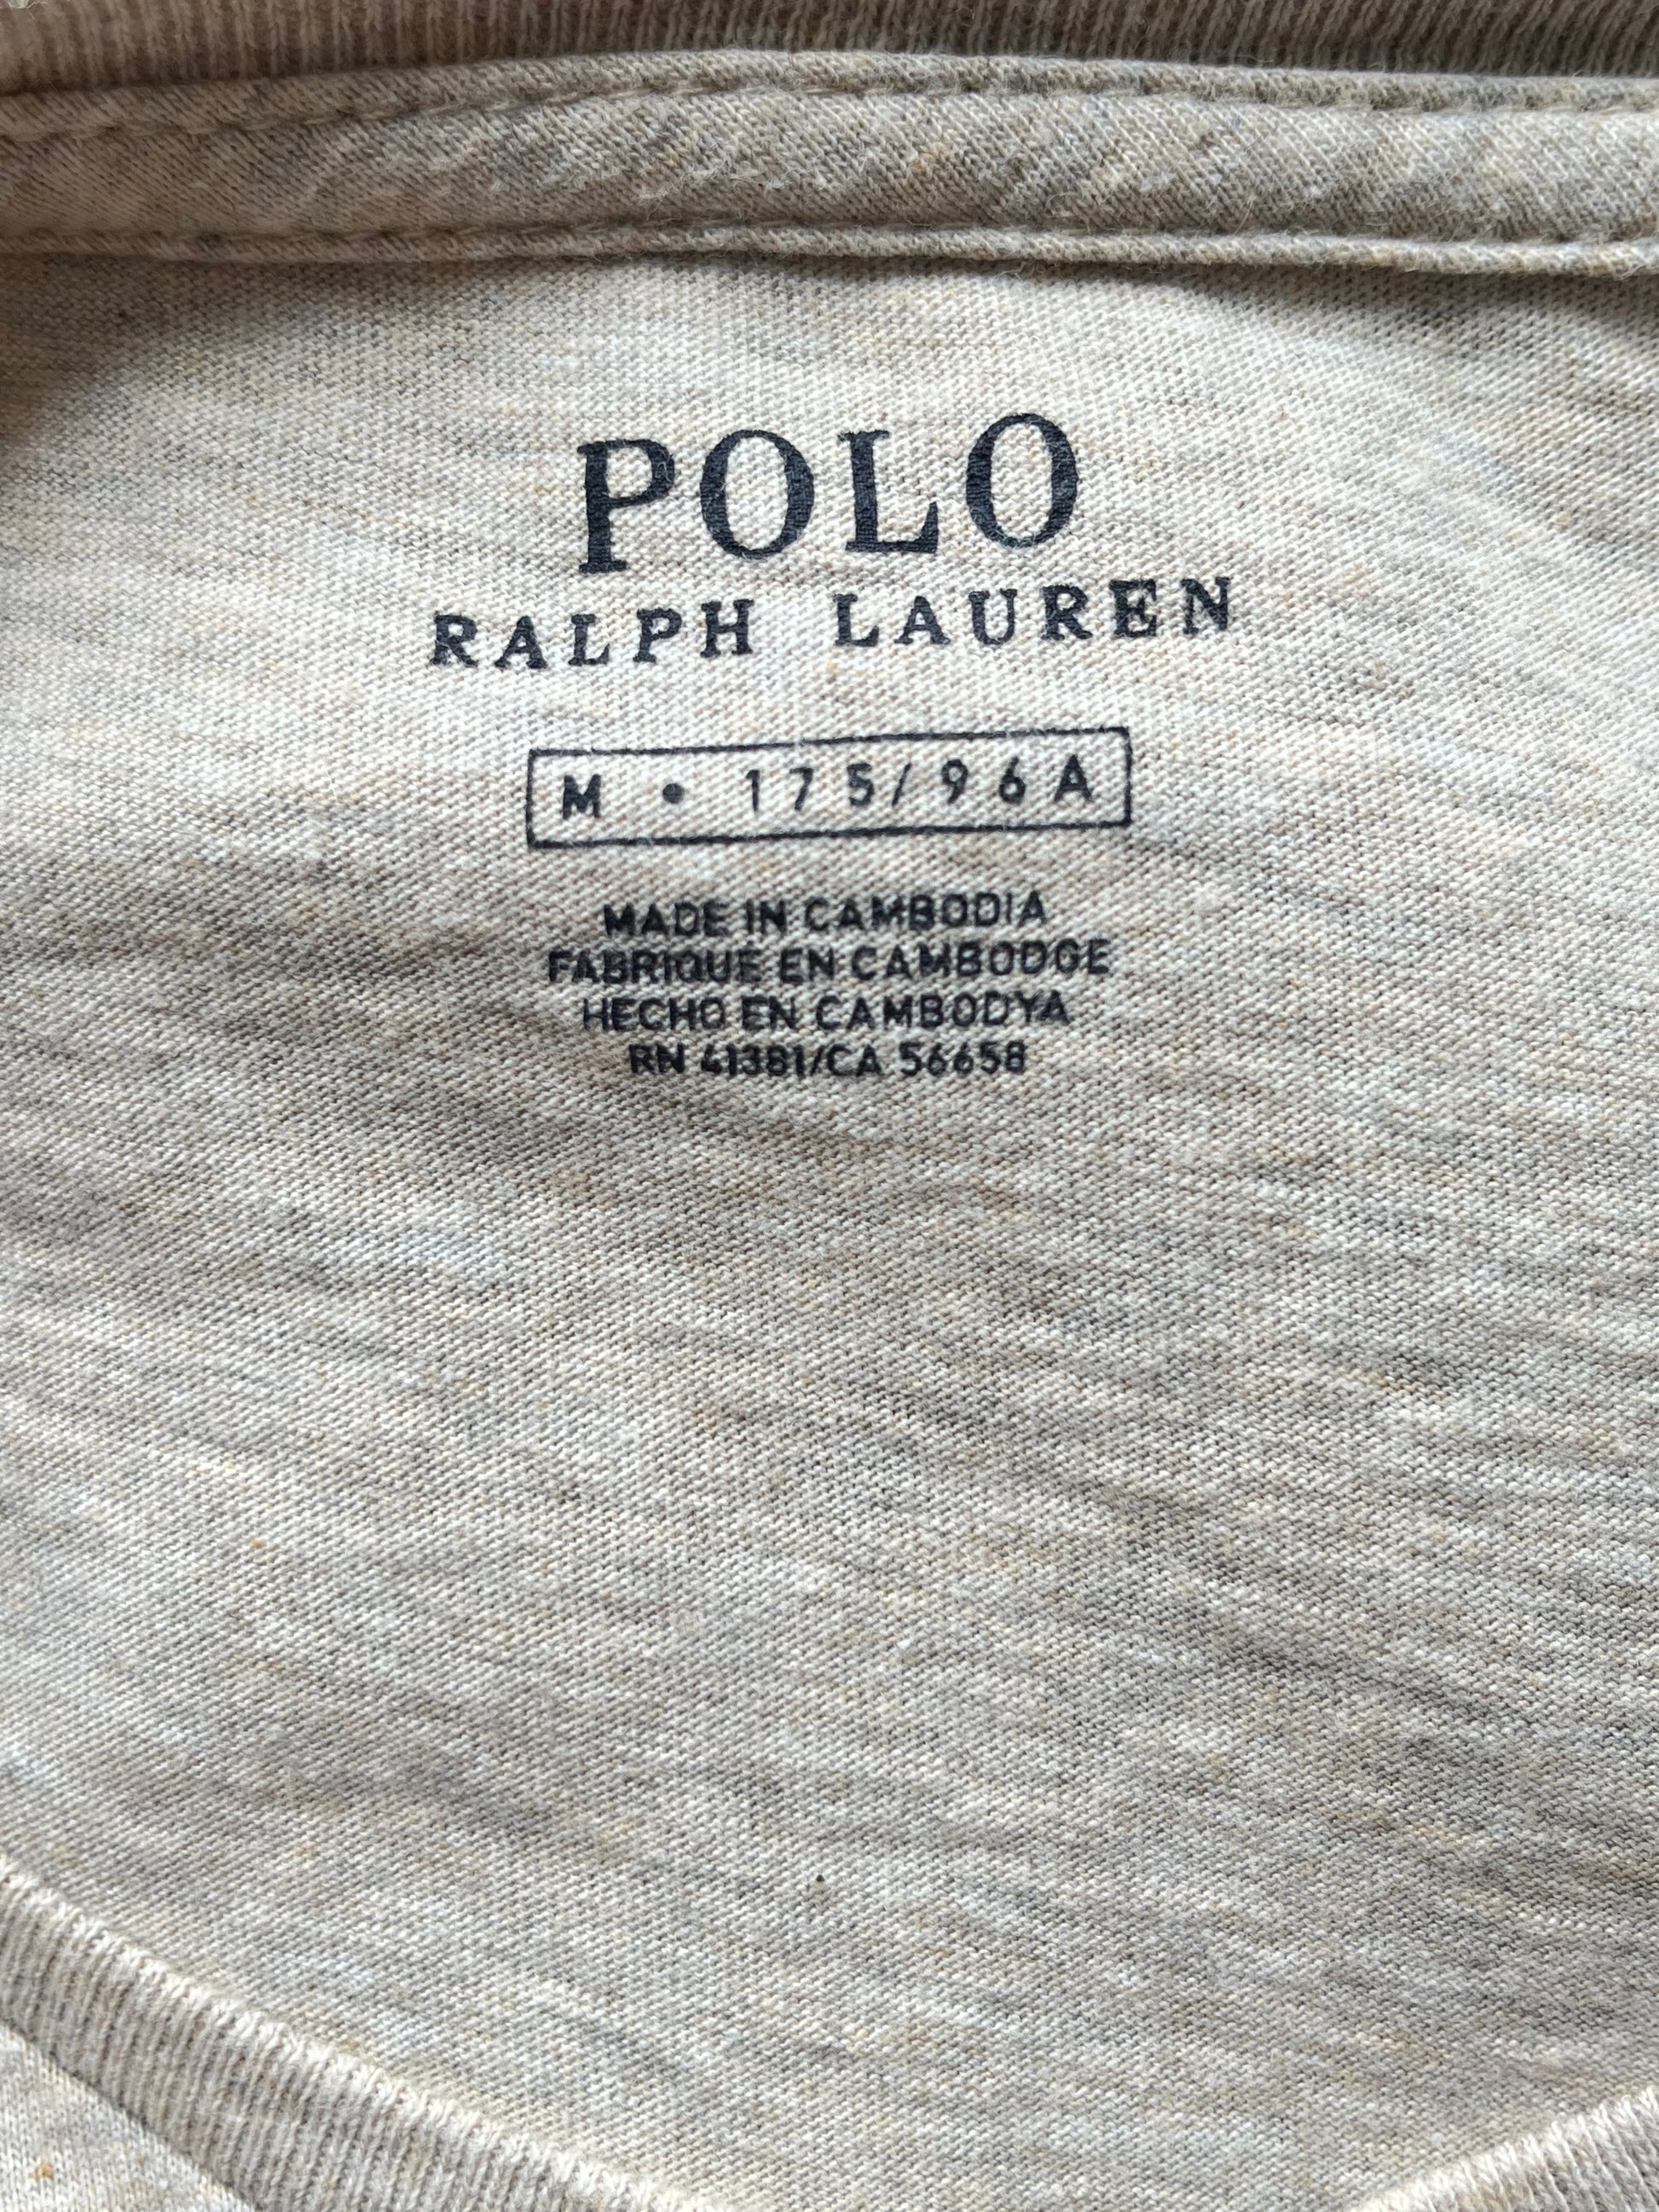 POLO
RALPH LAUREN
M • 175/96A
MADE IN CAMBODIA
FABRIQUE EN CAMBODGE
HECHO EN CAMBODYA
RN 41381/CA 56658